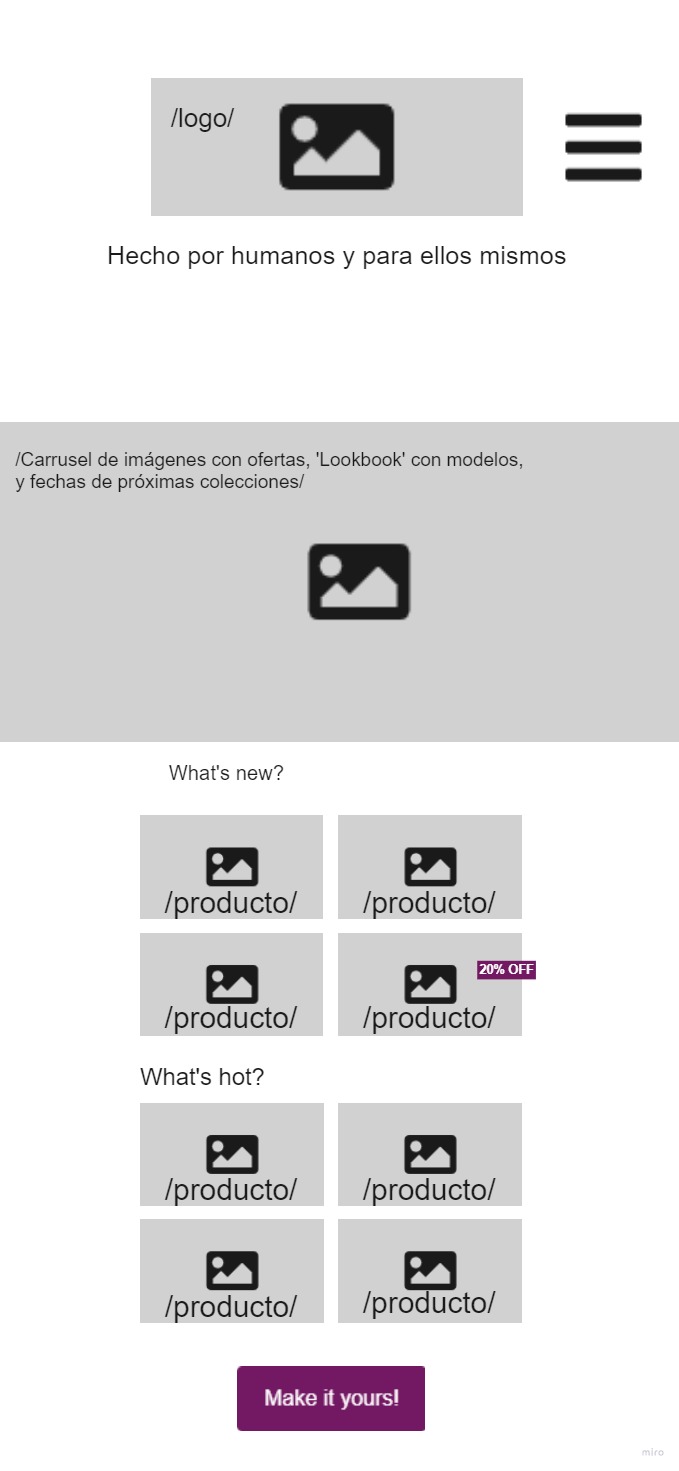 /logo/
Hecho por humanos y para ellos mismos
/Carrusel de imágenes con ofertas, 'Lookbook' con modelos,
y fechas de próximas colecciones/
What's new?
/producto/
/producto/
/producto/
20% OFF
/producto/
What's hot?
/producto/
/producto/
/producto/
/producto/
Make it yours!
miro